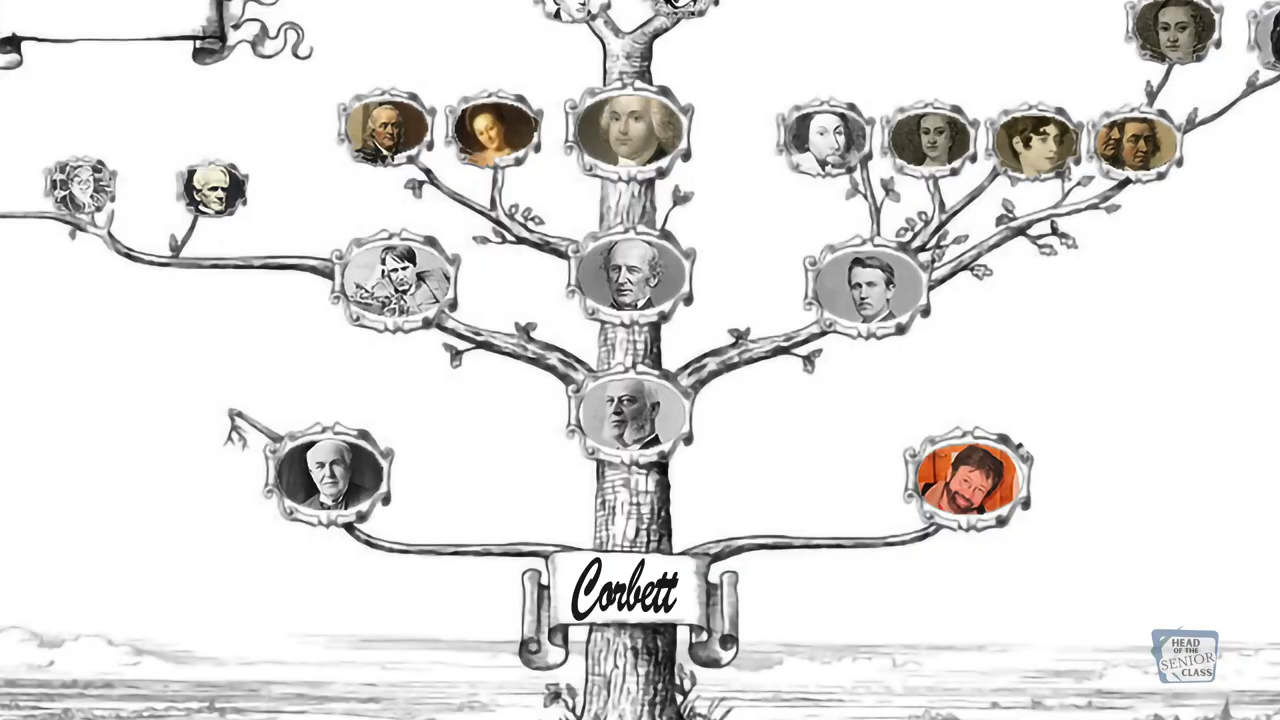 Corbett
HEAD
OF THE
SENIOR
CLASS